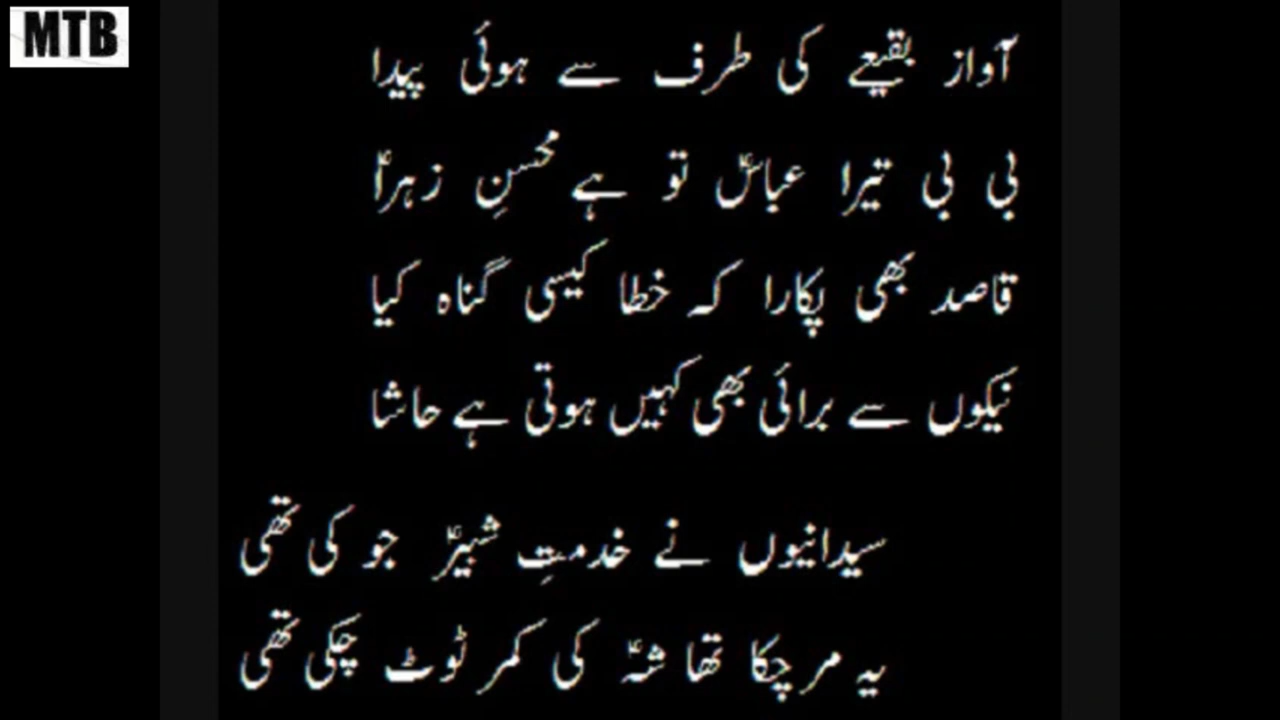 MTB
آواز بقیعے کی طرف سے ہوئی پیدا
بی بی تیرا عباسؑ تو ہے محسنِ زہراؑ
قاصد بھی پکارا کہ خطا کیسی گناہ کیا
نیکوں سے برائی بھی کہیں ہوتی ہے حاشا
سیدانیوں نے خدمتِ شبیرؑ جو کی تھی
یہ مر چکا تھا شہؑ کی کمر ٹوٹ چکی تھی